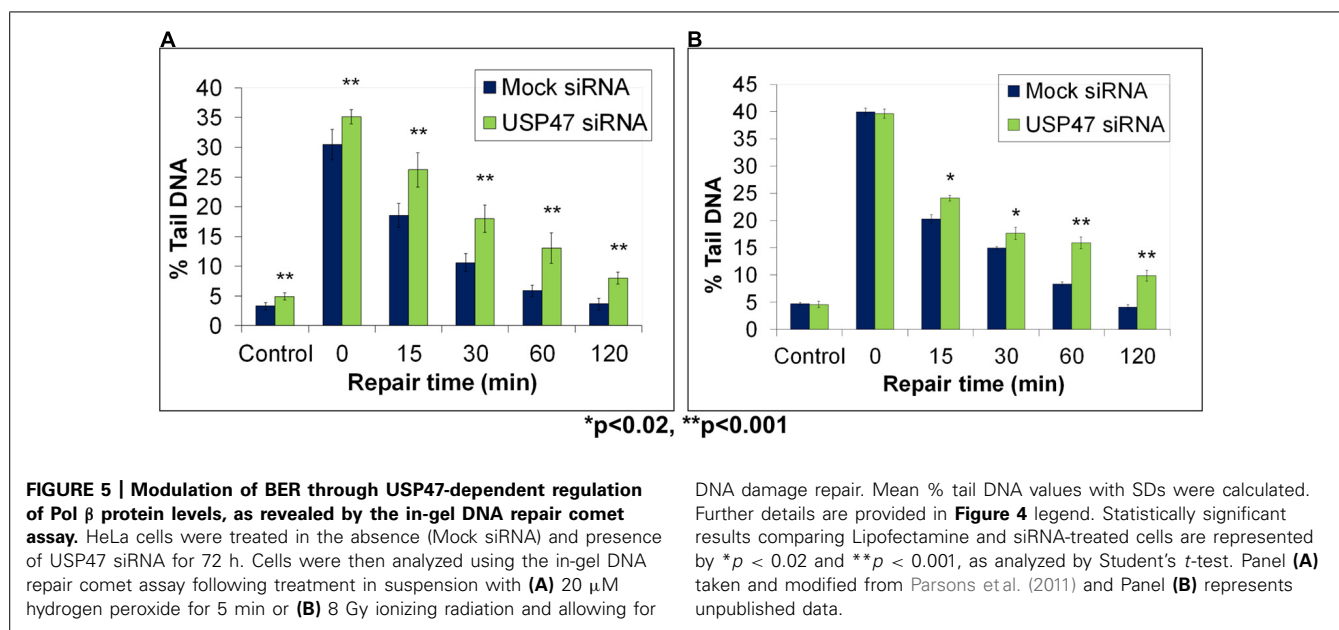 A
40
35
30
25
20
15
10
5
0
% Tail DNA
Mock siRNA
USP47 siRNA
**
**
**
**
**
**
Control 0 15 30 60 120
Repair time (min)
B
45
40
35
30
25
20
15
10
5
0
% Tail DNA
Mock siRNA
USP47 siRNA
*
*
**
**
Control 0 15 30 60 120
Repair time (min)
*p<0.02, **p<0.001
FIGURE 5 | Modulation of BER through USP47-dependent regulation
of Pol β protein levels, as revealed by the in-gel DNA repair comet
assay. HeLa cells were treated in the absence (Mock siRNA) and presence
of USP47 siRNA for 72 h. Cells were then analyzed using the in-gel DNA
repair comet assay following treatment in suspension with (A) 20 μM
hydrogen peroxide for 5 min or (B) 8 Gy ionizing radiation and allowing for
DNA damage repair. Mean % tail DNA values with SDs were calculated.
Further details are provided in Figure 4 legend. Statistically significant
results comparing Lipofectamine and siRNA-treated cells are represented
by *p < 0.02 and **p < 0.001, as analyzed by Student's t-test. Panel (A)
taken and modified from Parsons et al. (2011) and Panel (B) represents
unpublished data.